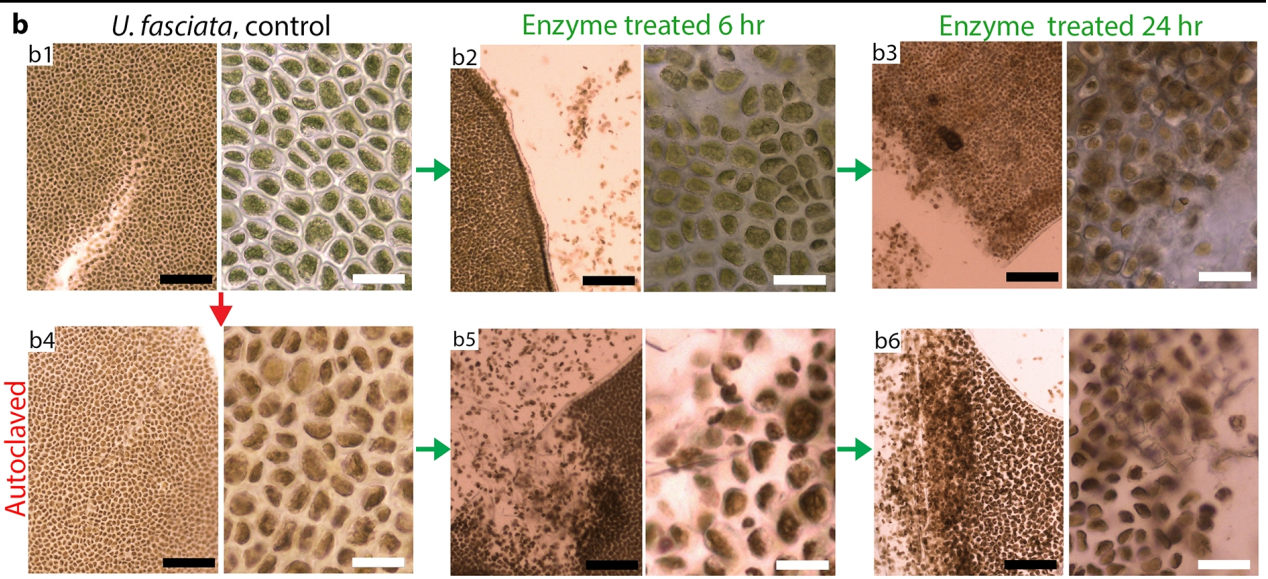 b
U. fasciata, control
Enzyme treated 6 hr
Enzyme treated 24 hr
b1
b2
b3
b4
b5
b6
Autoclaved